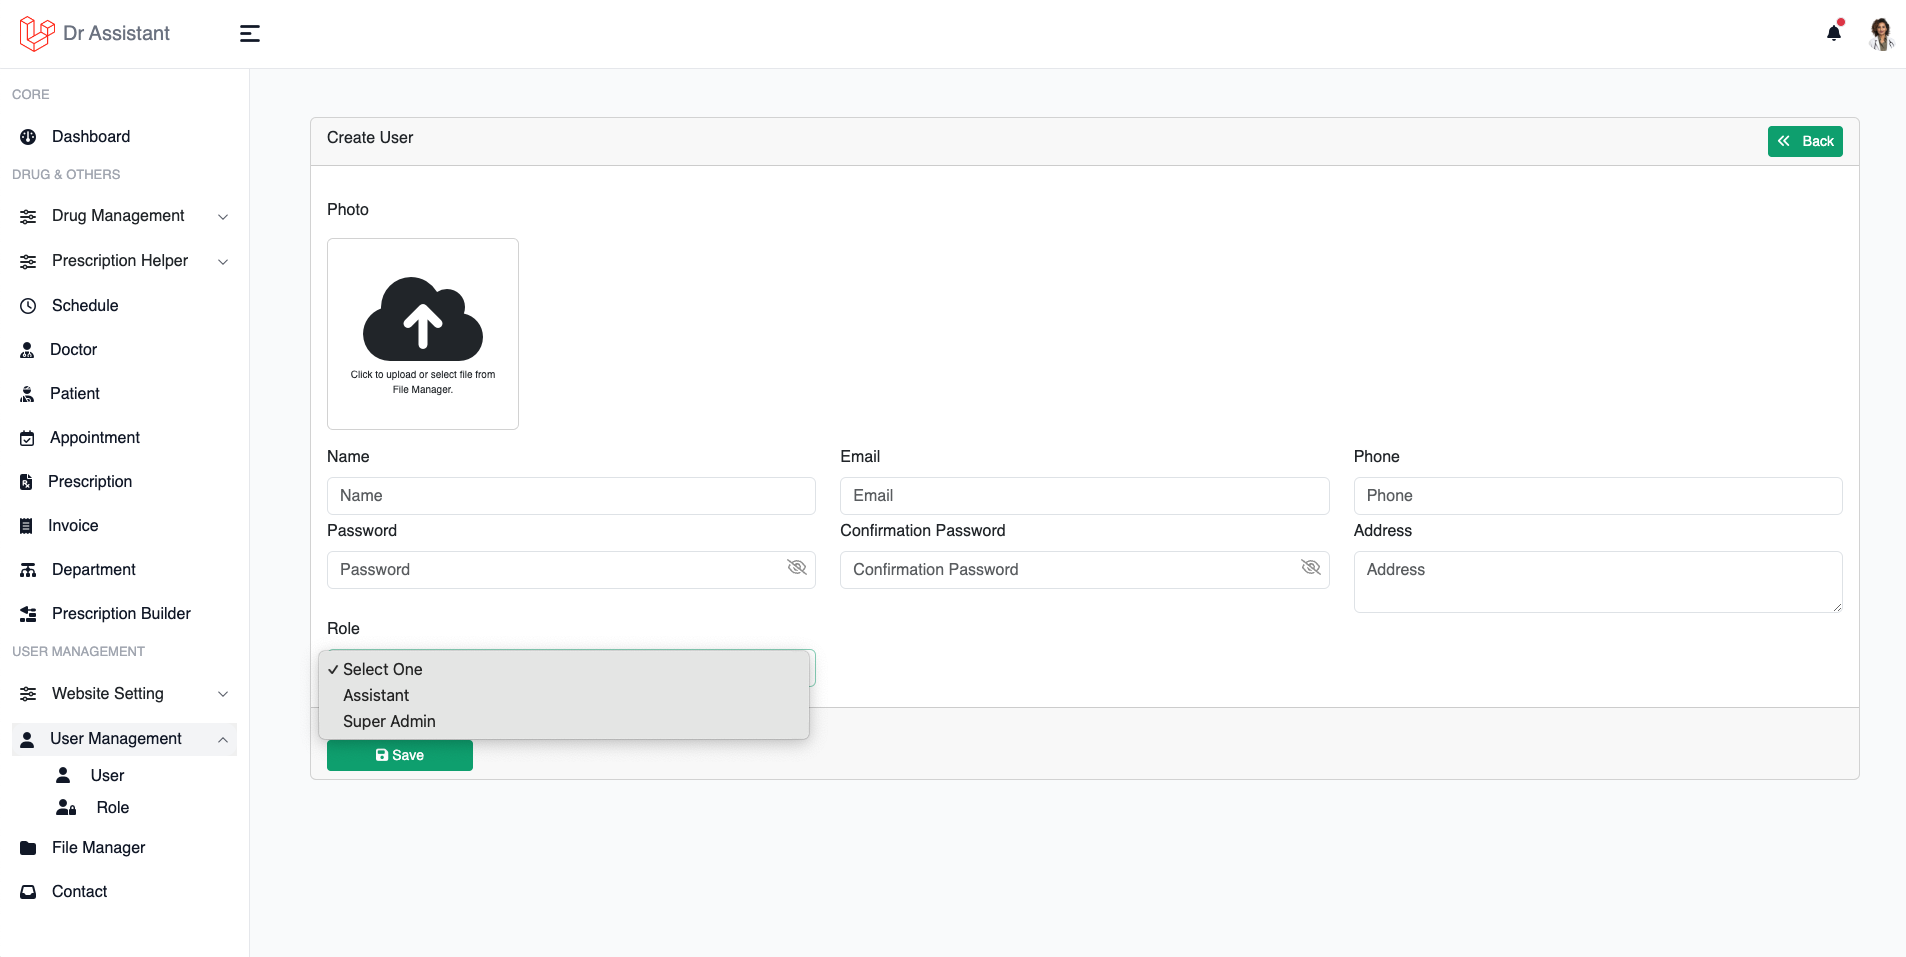 Dr Assistant
CORE
Dashboard
DRUG & OTHERS
Drug Management
Prescription Helper
Schedule
Doctor
Patient
Appointment
Prescription
Invoice
Department
Prescription Builder
USER MANAGEMENT
Website Setting
User Management
User
Role
File Manager
Contact
Create User
Back
Photo
Click to upload or select file from
File Manager.
Name
Email
Phone
Name
Email
Phone
Password
Confirmation Password
Address
Password
Confirmation Password
Address
Role
Select One
Assistant
Super Admin
Save